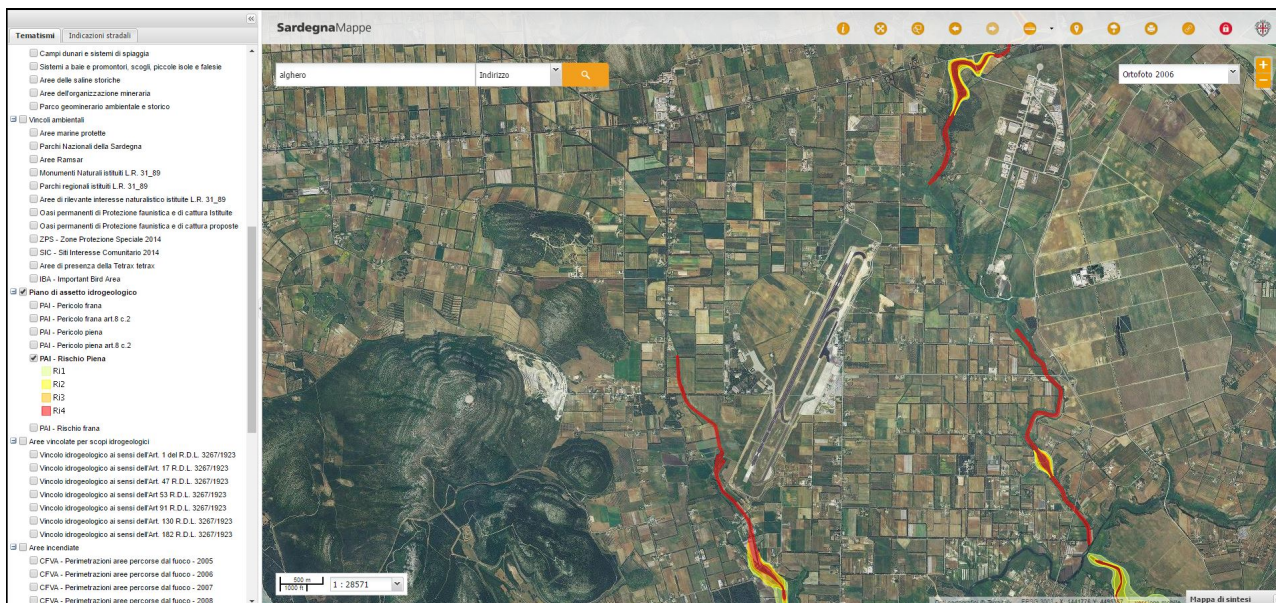 Tematismi
Indicazioni stradali
Campi dunari e sistemi di spiaggia
Sistemi a baie e promontori, scogli, piccole isole e falesie
Aree delle saline storiche
Aree dell'organizzazione mineraria
Parco geominerario ambientale e storico
Vincoli ambientali
Aree marine protette
Parchi Nazionali della Sardegna
Aree Ramsar
Monumenti Naturali istituiti L.R. 31_89
Parchi regionali istituiti L.R. 31_89
Aree di rilevante interesse naturalistico istituite L.R. 31_89
Oasi permanenti di Protezione faunistica e di cattura Istituite
Oasi permanenti di Protezione faunistica e di cattura proposte
ZPS - Zone Protezione Speciale 2014
SIC - Siti Interesse Comunitario 2014
Aree di presenza della Tetrax tetrax
IBA - Important Bird Area
Piano di assetto idrogeologico
PAI - Pericolo frana
PAI - Pericolo frana art.8 c.2
PAI - Pericolo piena
PAI - Pericolo piena art.8 c.2
PAI - Rischio Piena
Ri1
Ri2
Ri3
Ri4
PAI - Rischio frana
Aree vincolate per scopi idrogeologici
Vincolo idrogeologico ai sensi dell'Art. 1 del R.D.L. 3267/1923
Vincolo idrogeologico ai sensi dell'Art. 17 R.D.L. 3267/1923
Vincolo idrogeologico ai sensi dell'Art. 47 R.D.L. 3267/1923
Vincolo idrogeologico ai sensi dell'Art 53 R.D.L. 3267/1923
Vincolo idrogeologico ai sensi dell'Art 91 R.D.L. 3267/1923
Vincolo idrogeologico ai sensi dell'Art. 130 R.D.L. 3267/1923
Vincolo idrogeologico ai sensi dell'Art. 182 R.D.L. 3267/1923
Aree incendiate
CFVA - Perimetrazioni aree percorse dal fuoco - 2005
CFVA - Perimetrazioni aree percorse dal fuoco - 2006
CFVA - Perimetrazioni aree percorse dal fuoco - 2007
CFVA - Perimetrazioni aree percorse dal fuoco - 2008
SardegnaMappe
alghero
Indirizzo
Ortofoto 2006
500 m
1000 ft
1 : 28571
Mappa di sintesi